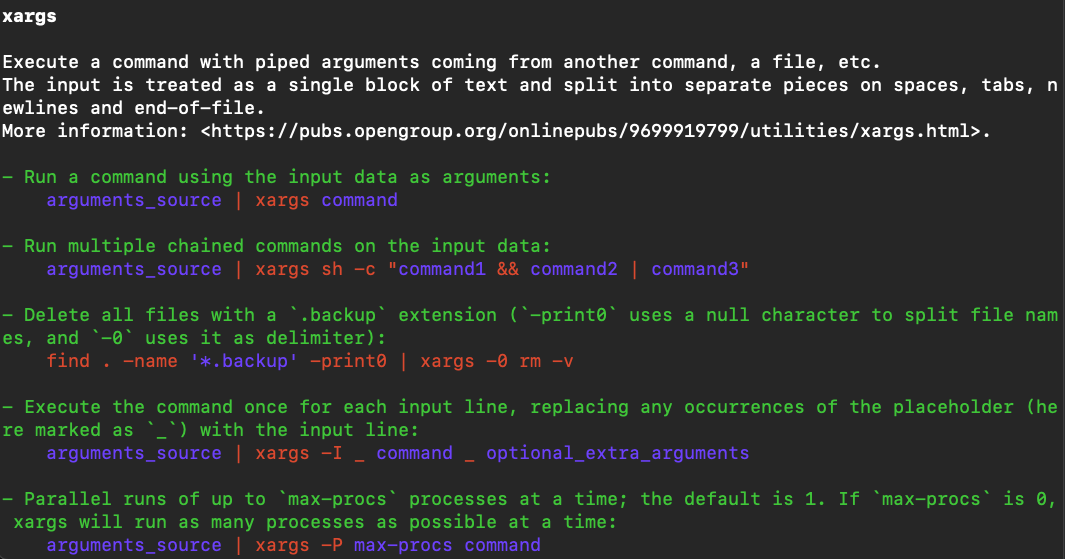 xargs
Execute a command with piped arguments coming from another command, a file, etc.
The input is treated as a single block of text and split into separate pieces on spaces, tabs, n
ewlines and end-of-file.
More information: <https://pubs.opengroup.org/onlinepubs/9699919799/utilities/xargs.html>.
- Run a command using the input data as arguments:
    arguments_source | xargs command
- Run multiple chained commands on the input data:
    arguments_source | xargs sh -c "command1 && command2 | command3"
- Delete all files with a `.backup` extension (`-print0` uses a null character to split file nam
es, and `-0` uses it as delimiter):
    find . -name '*.backup' -print0 | xargs -0 rm -v
- Execute the command once for each input line, replacing any occurrences of the placeholder (he
re marked as `_`) with the input line:
    arguments_source | xargs -I _ command _ optional_extra_arguments
- Parallel runs of up to `max-procs` processes at a time; the default is 1. If `max-procs` is 0,
 xargs will run as many processes as possible at a time:
    arguments_source | xargs -P max-procs command